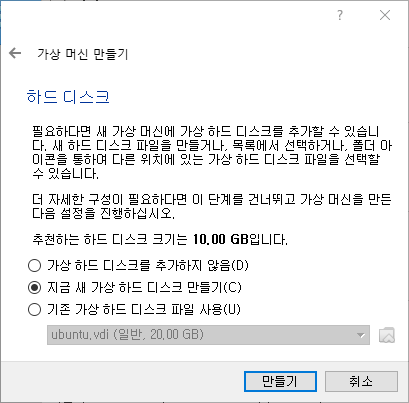 ?
가상 머신 만들기
하드 디스크
필요하다면 새 가상 머신에 가상 하드 디스크를 추가할 수 있습니
다. 새 하드 디스크 파일을 만들거나, 목록에서 선택하거나, 폴더 아
이콘을 통하여 다른 위치에 있는 가상 하드 디스크 파일을 선택할
수 있습니다.
더 자세한 구성이 필요하다면 이 단계를 건너뛰고 가상 머신을 만든
다음 설정을 진행하십시오.
추천하는 하드 디스크 크기는 10.00 GB입니다.
가상 하드 디스크를 추가하지 않음(D)
지금 새 가상 하드 디스크 만들기(C)
기존 가상 하드 디스크 파일 사용(U)
ubuntu.vdi (일반, 20.00 GB)
만들기
취소